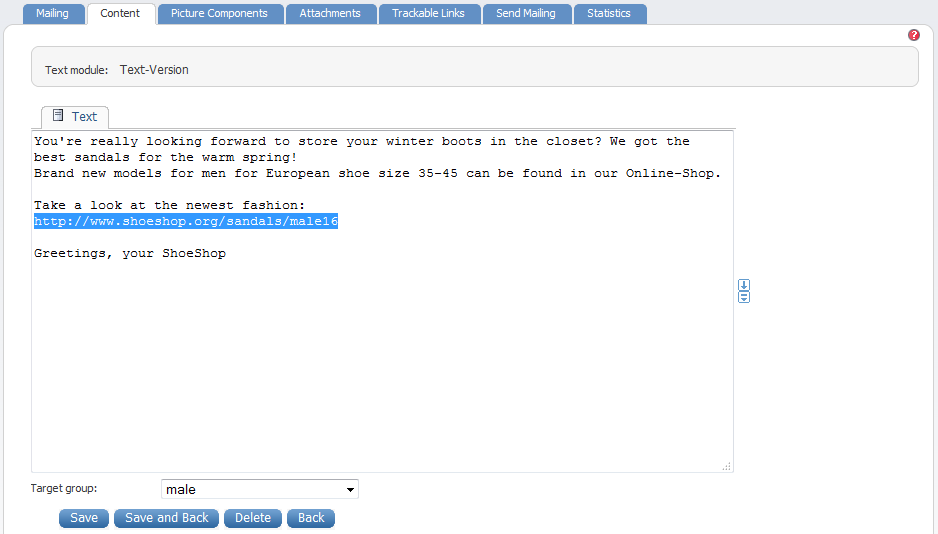 Mailing Content Picture Components Attachments Trackable Links Send Mailing Statistics
?
Text module: Text-Version
Text
You're really looking forward to store your winter boots in the closet? We got the
best sandals for the warm spring!
Brand new models for men for European shoe size 35-45 can be found in our Online-Shop.
Take a look at the newest fashion:
http://www.shoeshop.org/sandals/male16
Greetings, your ShoeShop
Target group: male
Save Save and Back Delete Back